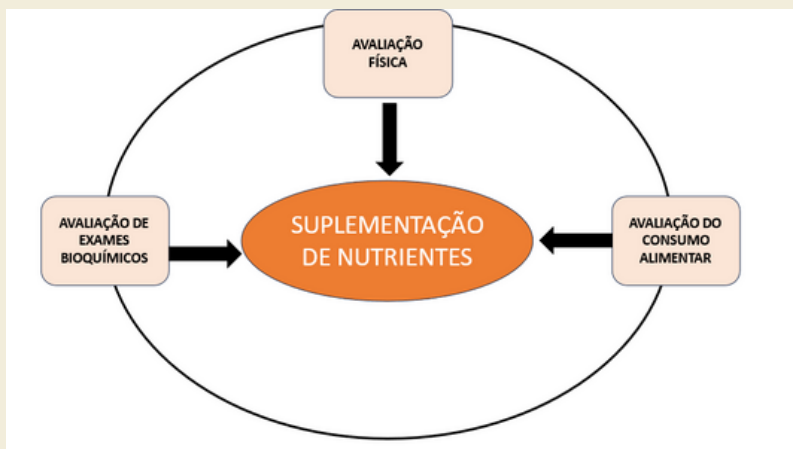 AVALIAÇÃO
FÍSICA
AVALIAÇÃO DE
EXAMES
BIOQUÍMICOS
SUPLEMENTAÇÃO
DE NUTRIENTES
AVALIAÇÃO DO
CONSUMO
ALIMENTAR